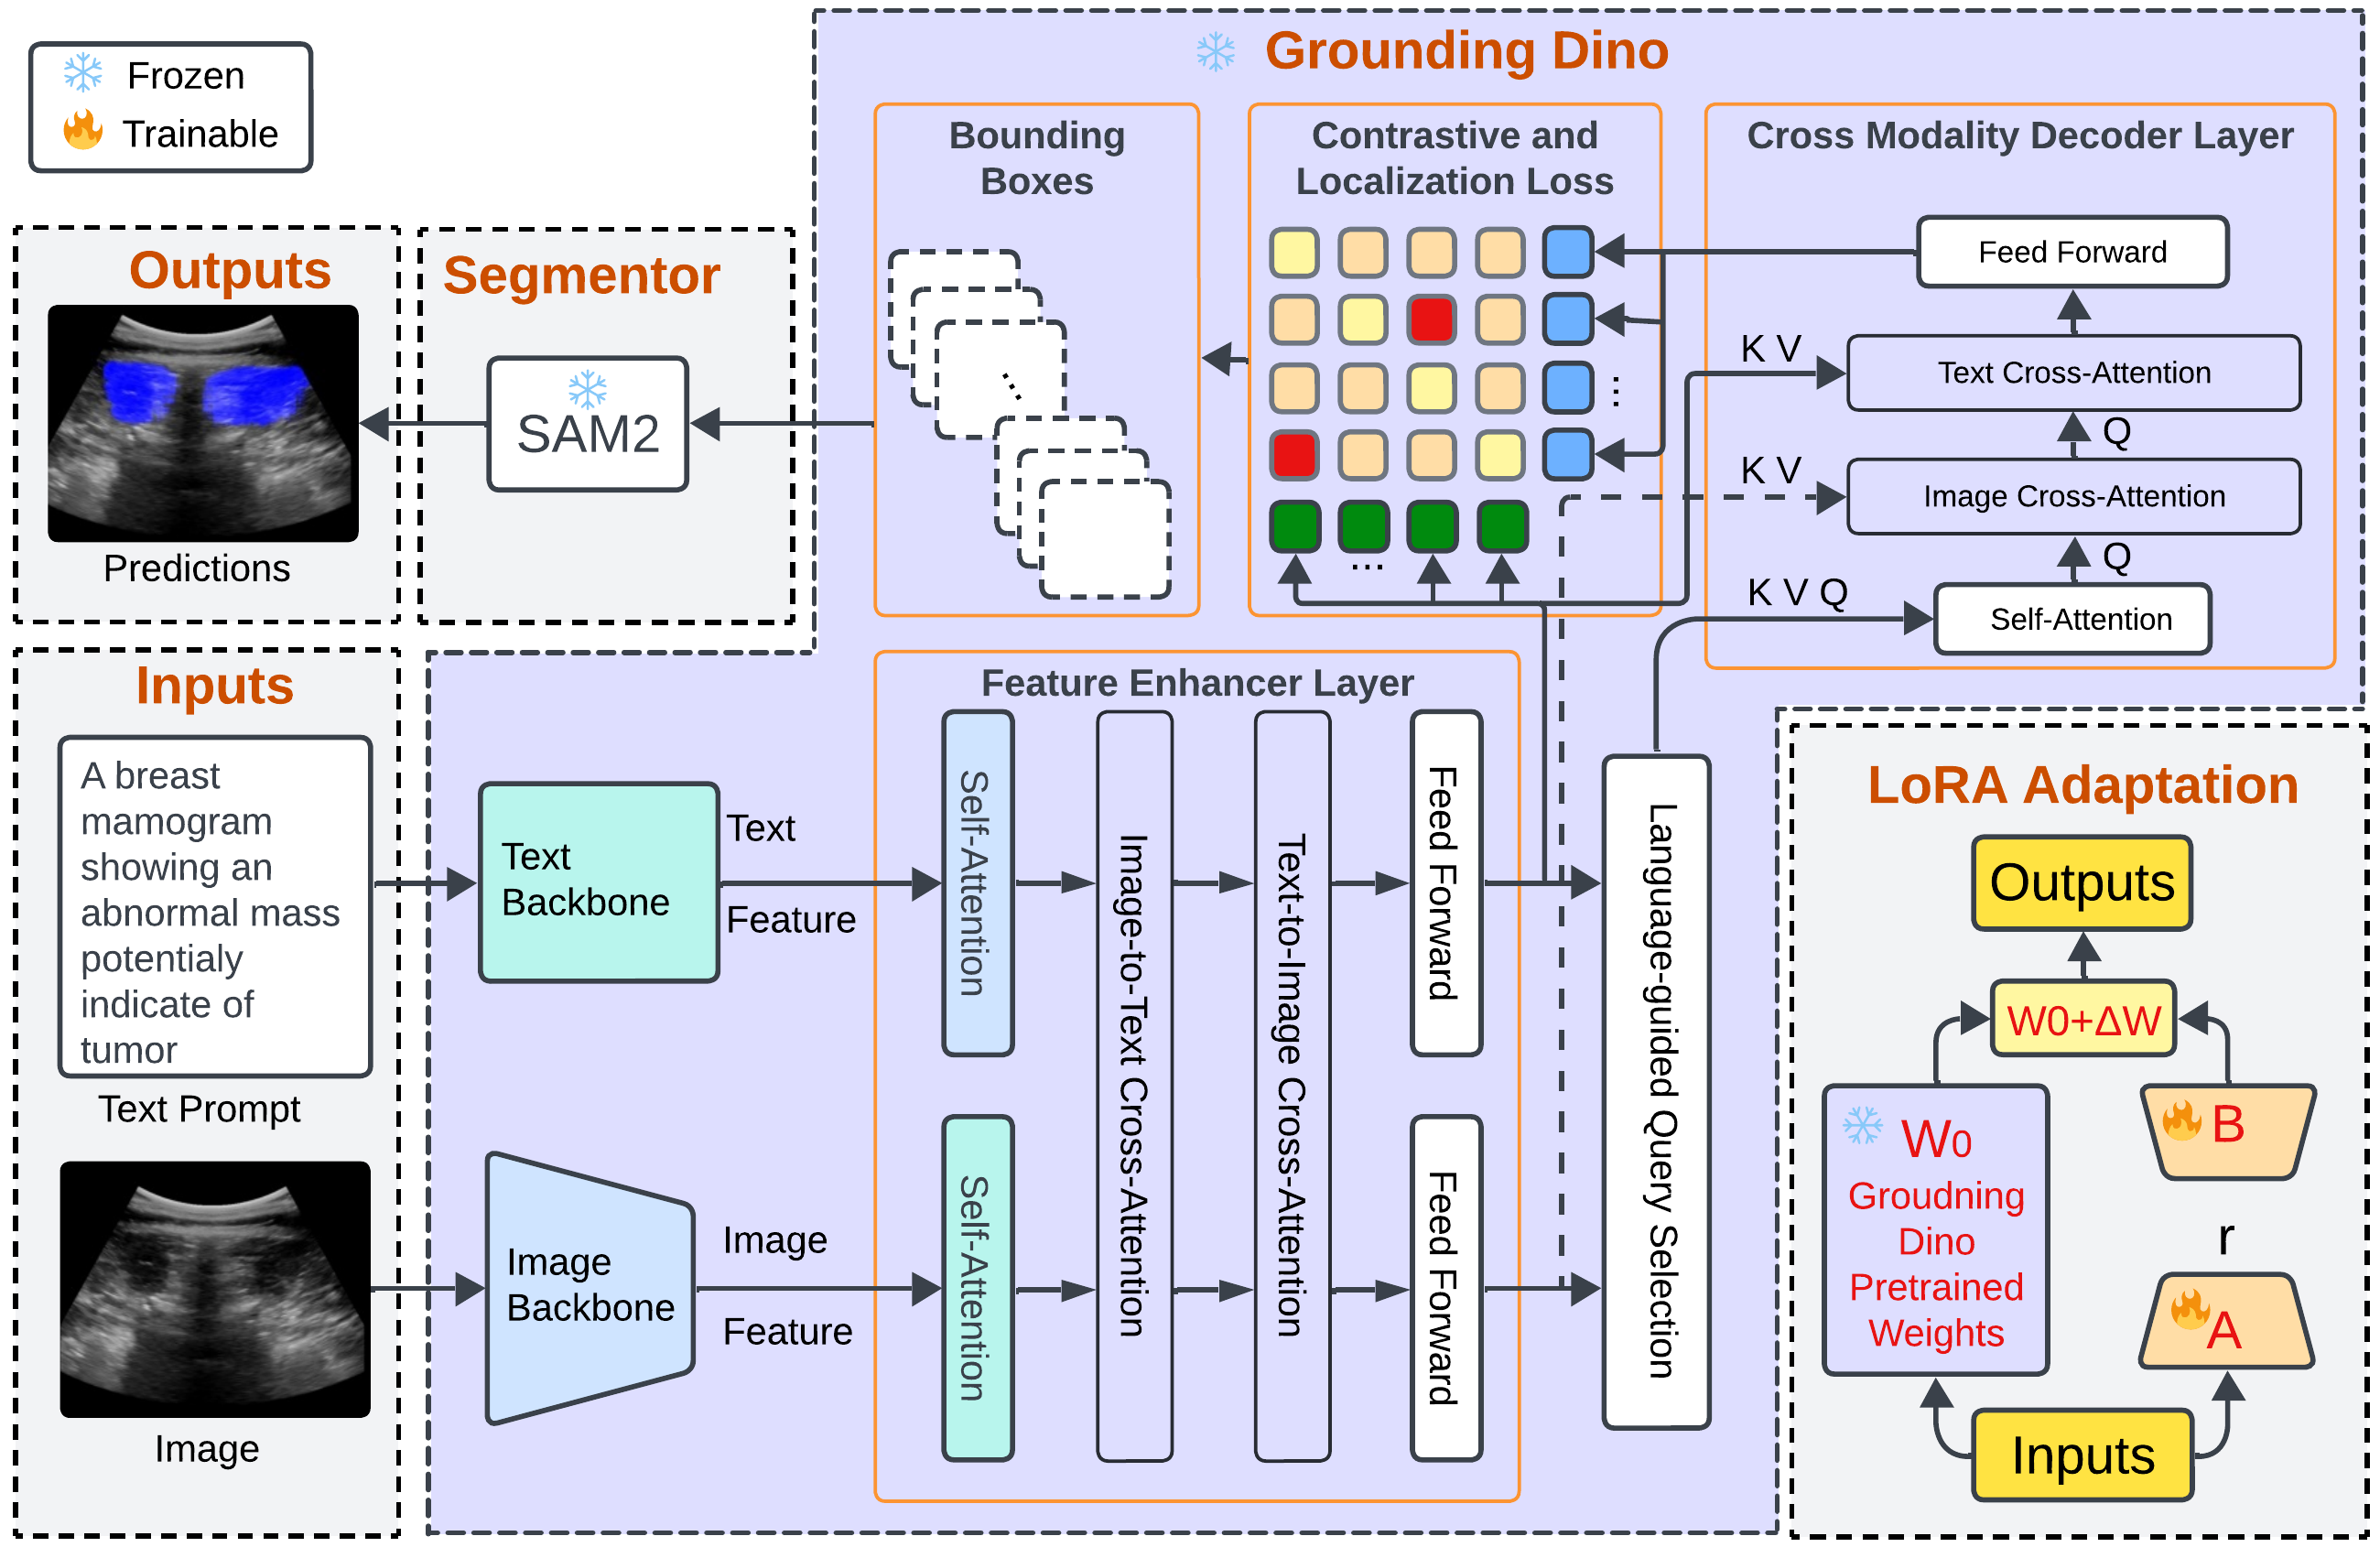 Frozen
Trainable
Grounding Dino
Bounding
Boxes
Contrastive and
Localization Loss
...
...
...
Cross Modality Decoder Layer
Feed Forward
K V
Text Cross-Attention
Q
K V
Image Cross-Attention
Q
K V Q
Self-Attention
Outputs
Predictions
Segmentor
SAM2
Inputs
A breast
mamogram
showing an
abnormal mass
potentialy
indicate of
tumor
Text Prompt
Image
Text
Backbone
Text
Feature
Image
Backbone
Image
Feature
Feature Enhancer Layer
Self-Attention
Self-Attention
Image-to-Text Cross-Attention
Text-to-Image Cross-Attention
Feed Forward
Feed Forward
Language-guided Query Selection
LoRA Adaptation
Outputs
W0+ΔW
W0
Groudning
Dino
Pretrained
Weights
B
r
A
Inputs